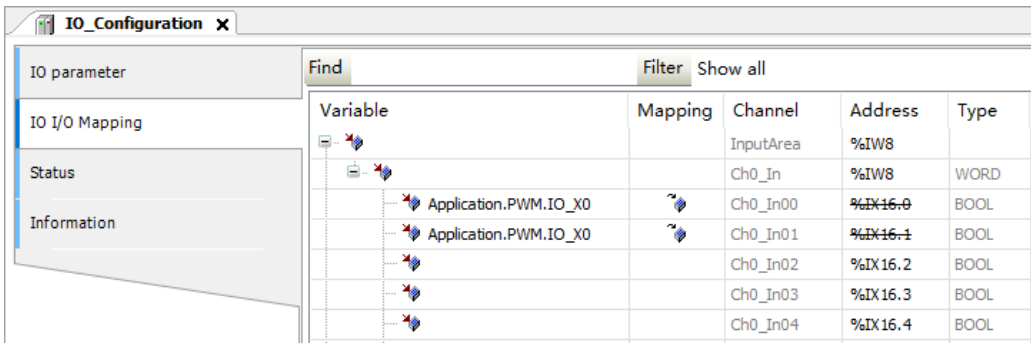 IO_Configuration
IO parameter
IO I/O Mapping
Status
Information
Find Filter Show all
Variable Mapping Channel Address Type
InputArea %IW8
Ch0_In %IW8 WORD
Application.PWM.IO_X0 Ch0_In00 %IX16.0 BOOL
Application.PWM.IO_X0 Ch0_In01 %IX16.1 BOOL
Ch0_In02 %IX16.2 BOOL
Ch0_In03 %IX16.3 BOOL
Ch0_In04 %IX16.4 BOOL